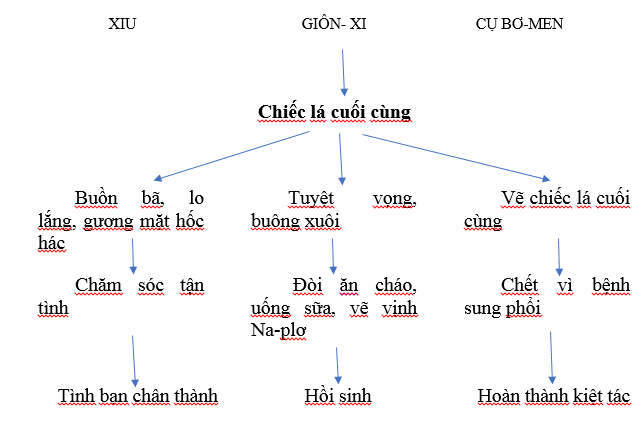 XIU GIÔN- XI CỤ BƠ-MEN
Chiếc lá cuối cùng
Buồn bã, lo
lắng, gương mặt hốc
hác
Tuyệt vọng,
buông xuôi
Vẽ chiếc lá cuối
cùng
Chăm sóc tận
tình
Đòi ăn cháo,
uống sữa, vẽ vịnh
Na-plơ
Chết vì bệnh
sung phổi
Tình bạn chân thành
Hồi sinh
Hoàn thành kiêt tác